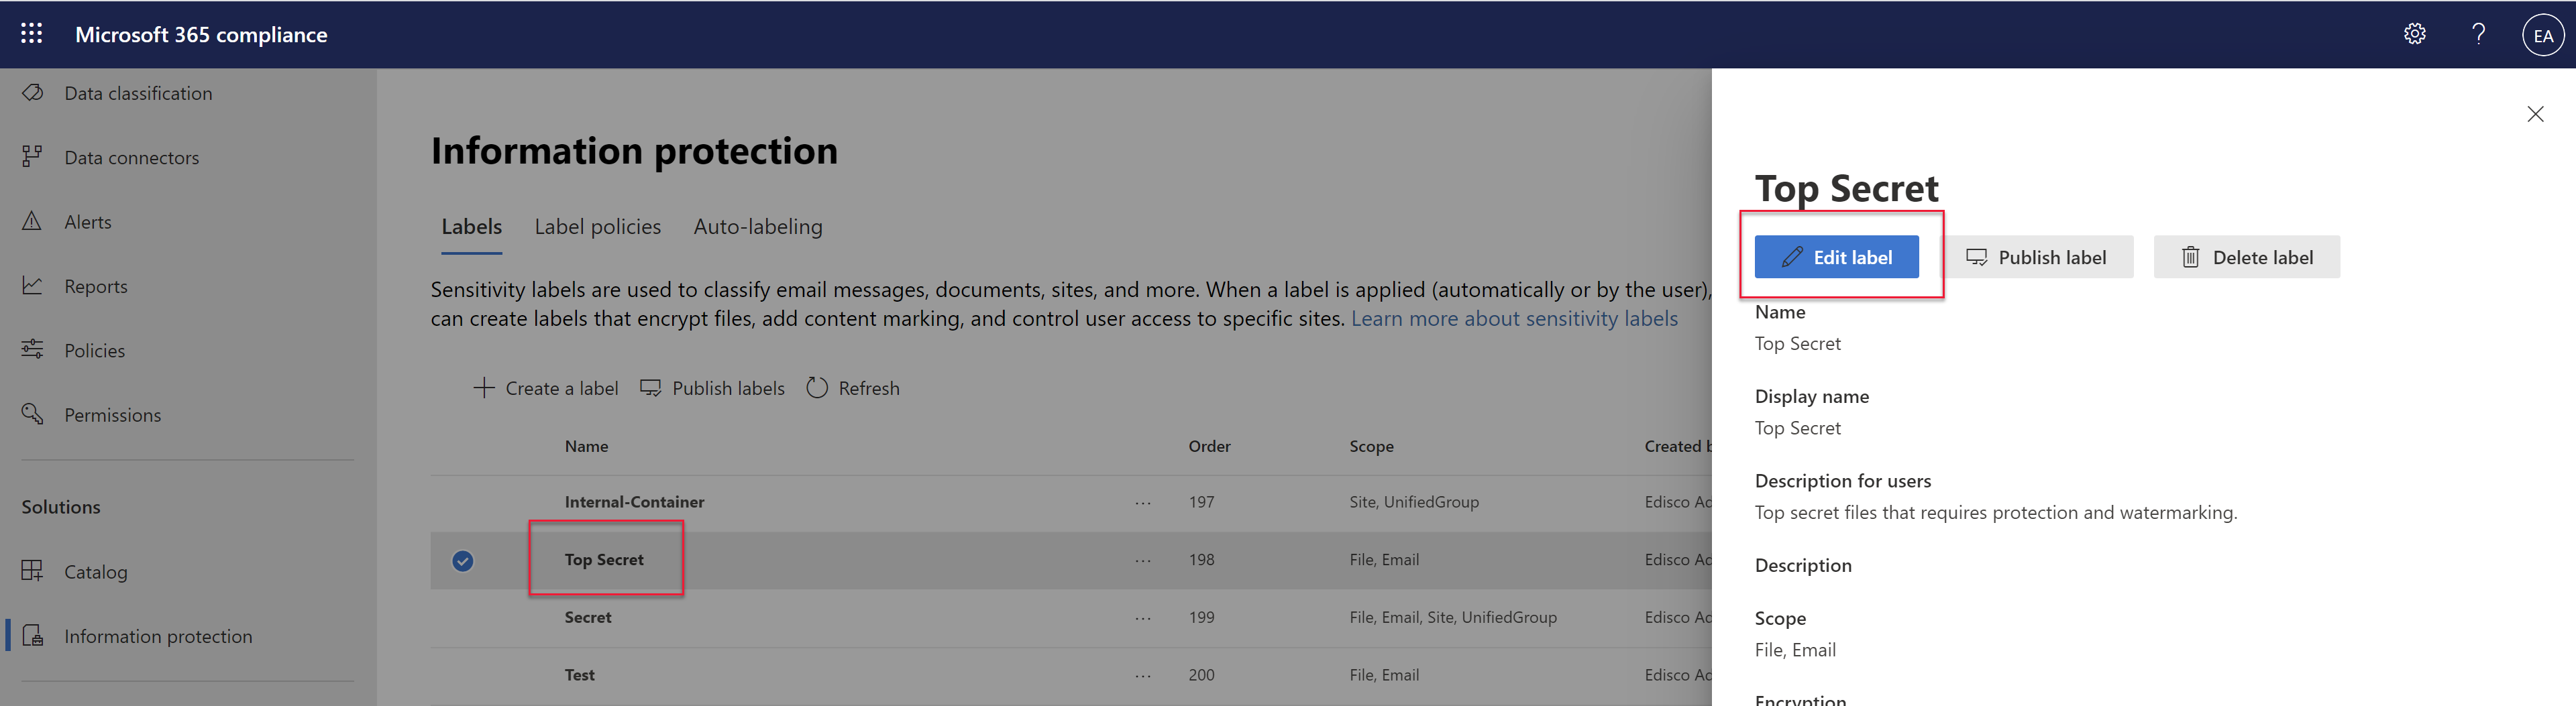 Microsoft 365 compliance
EA
Data classification
Data connectors
Alerts
Reports
Policies
Permissions
Solutions
Catalog
Information protection
Information protection
Labels Label policies Auto-labeling
Sensitivity labels are used to classify email messages, documents, sites, and more. When a label is applied (automatically or by the user),
can create labels that encrypt files, add content marking, and control user access to specific sites. Learn more about sensitivity labels
Create a label Publish labels Refresh
Name Order Scope Created b
Internal-Container ... 197 Site, UnifiedGroup Edisco Ad
Top Secret ... 198 File, Email Edisco Ad
Secret ... 199 File, Email, Site, UnifiedGroup Edisco Ad
Test ... 200 File, Email Edisco Ad
Top Secret
Edit label Publish label Delete label
Name
Top Secret
Display name
Top Secret
Description for users
Top secret files that requires protection and watermarking.
Description
Scope
File, Email
Encryption